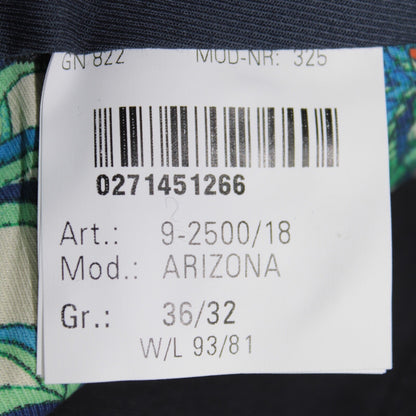 GN 822 MOD-NR: 325
0271451266
Art.: 9-2500/18
Mod.: ARIZONA
Gr.: 36/32
W/L 93/81